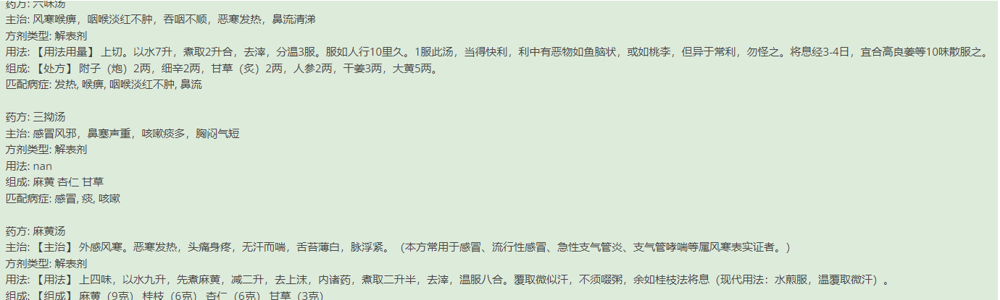 药方: 六味汤
主治: 风寒喉痹，咽喉淡红不肿，吞咽不顺，恶寒发热，鼻流清涕
方剂类型: 解表剂
用法: 【用法用量】 上切。以水7升，煮取2升合，去滓，分温3服。服如人行10里久。1服此汤，当得快利，利中有恶物如鱼脑状，或如桃李，但异于常利，勿怪之。将息经3-4日，宜合高良姜等10味散服之。
组成: 【处方】 附子（炮）2两，细辛2两，甘草（炙）2两，人参2两，干姜3两，大黄5两。
匹配病症: 发热, 喉痹, 咽喉淡红不肿, 鼻流
药方: 三拗汤
主治: 感冒风邪，鼻塞声重，咳嗽痰多，胸闷气短
方剂类型: 解表剂
用法: nan
组成: 麻黄 杏仁 甘草
匹配病症: 感冒, 痰, 咳嗽
药方: 麻黄汤
主治: 【主治】 外感风寒。恶寒发热，头痛身疼，无汗而喘，舌苔薄白，脉浮紧。（本方常用于感冒、流行性感冒、急性支气管炎、支气管哮喘等属风寒表实证者。）
方剂类型: 解表剂
用法: 【用法】 上四味，以水九升，先煮麻黄，减二升，去上沫，内诸药，煮取二升半，去滓，温服八合。覆取微似汗，不须啜粥，余如桂枝法将息（现代用法：水煎服，温覆取微汗）。
组成: 【组成】 麻黄（9克） 桂枝（6克） 杏仁（6克） 甘草（3克）